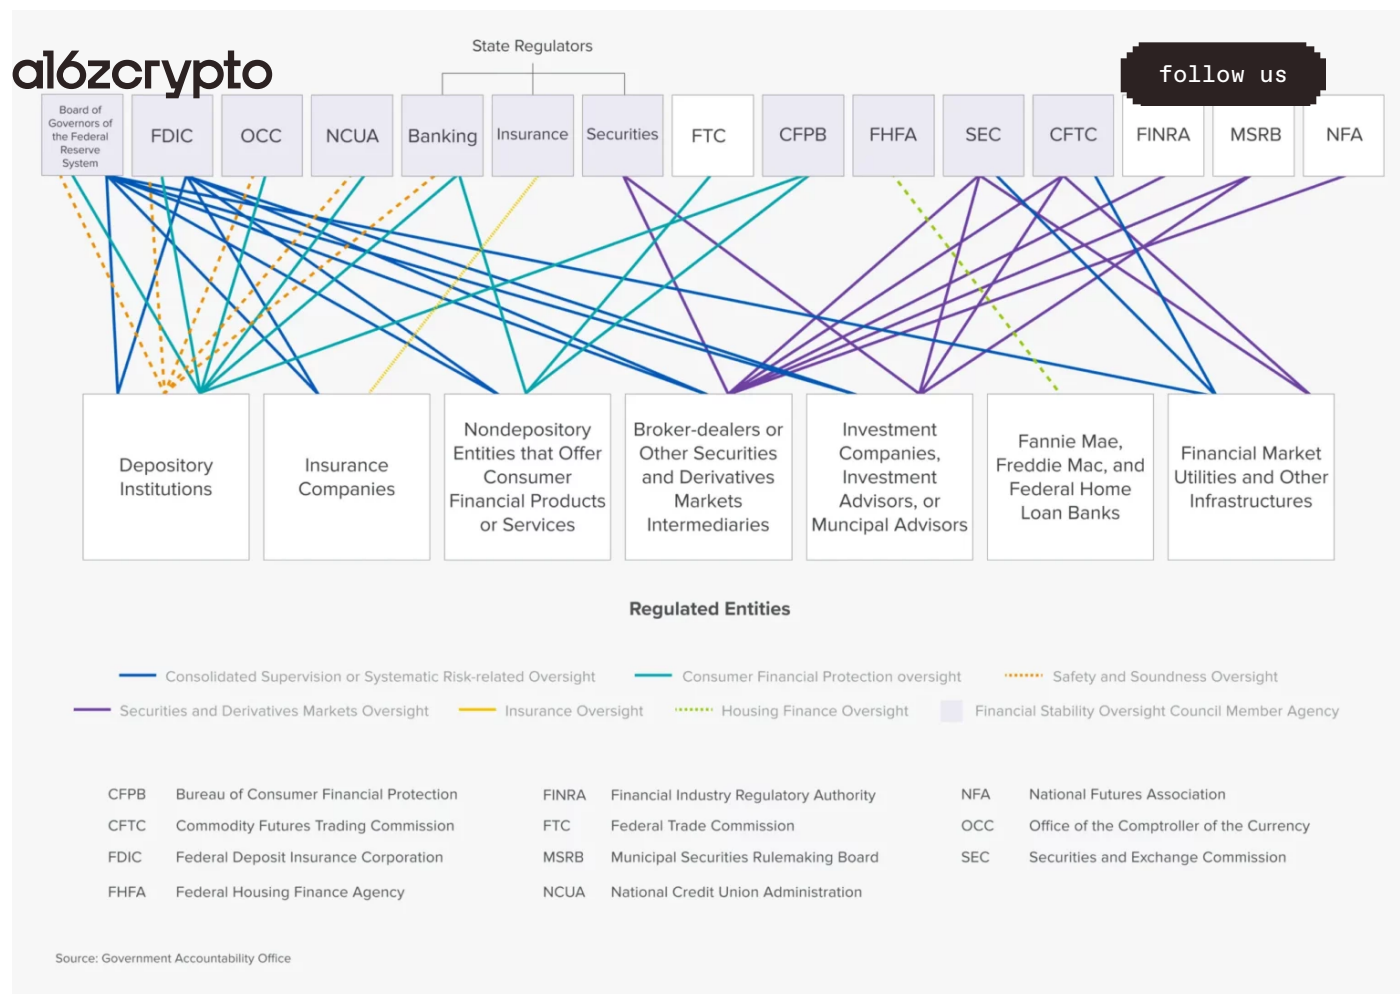 State Regulators
a16zcrypto
follow us
Board of
Governors of
the Federal
Reserve
System
FDIC
OCC
NCUA
Banking
Insurance
Securities
FTC
CFPB
FHFA
SEC
CFTC
FINRA
MSRB
NFA
Depository
Institutions
Insurance
Companies
Nondepository
Entities that Offer
Consumer
Financial Products
or Services
Broker-dealers or
Other Securities
and Derivatives
Markets
Intermediaries
Investment
Companies,
Investment
Advisors, or
Muncipal Advisors
Fannie Mae,
Freddie Mac, and
Federal Home
Loan Banks
Financial Market
Utilities and Other
Infrastructures
Regulated Entities
Consolidated Supervision or Systematic Risk-related Oversight
Consumer Financial Protection oversight
Safety and Soundness Oversight
Securities and Derivatives Markets Oversight
Insurance Oversight
Housing Finance Oversight
Financial Stability Oversight Council Member Agency
CFPB Bureau of Consumer Financial Protection
CFTC Commodity Futures Trading Commission
FDIC Federal Deposit Insurance Corporation
FHFA Federal Housing Finance Agency
FINRA Financial Industry Regulatory Authority
FTC Federal Trade Commission
MSRB Municipal Securities Rulemaking Board
NCUA National Credit Union Administration
NFA National Futures Association
OCC Office of the Comptroller of the Currency
SEC Securities and Exchange Commission
Source: Government Accountability Office